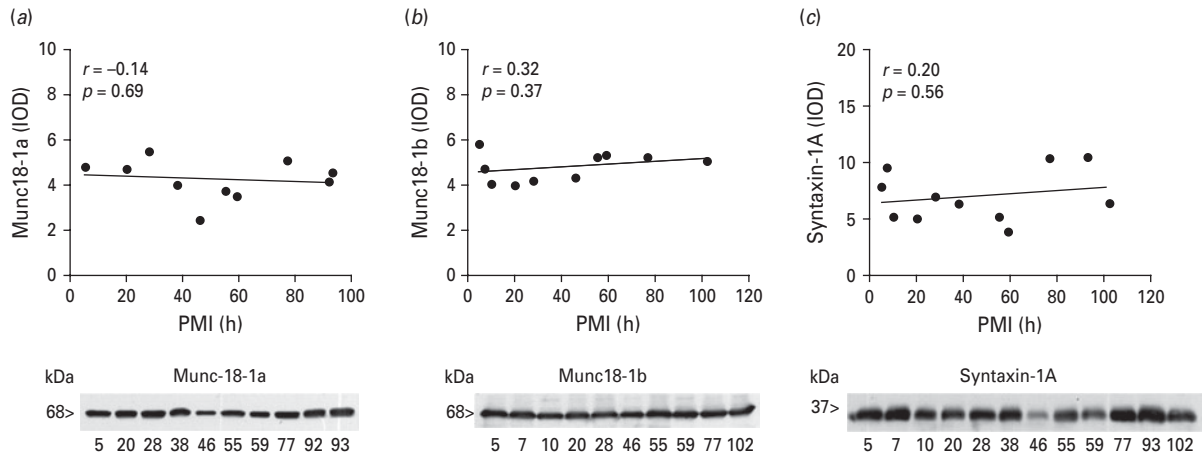 (a)
10
8
6
4
2
0
Munc18-1a (IOD)
r = –0.14
p = 0.69
0 20 40 60 80 100
PMI (h)
kDa
Munc-18-1a
68>
5 20 28 38 46 55 59 77 92 93
(b)
10
8
6
4
2
0
Munc18-1b (IOD)
r = 0.32
p = 0.37
0 20 40 60 80 100 120
PMI (h)
kDa
Munc18-1b
68>
5 7 10 20 28 46 55 59 77 102
(c)
20
15
10
5
0
Syntaxin-1A (IOD)
r = 0.20
p = 0.56
0 20 40 60 80 100 120
PMI (h)
kDa
Syntaxin-1A
37>
5 7 10 20 28 38 46 55 59 77 93 102